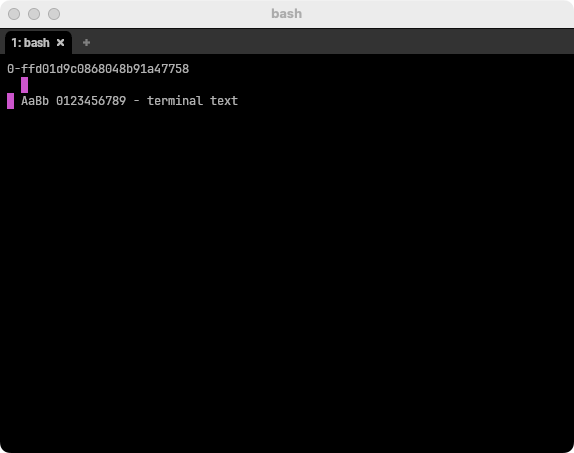 bash
1: bash × +
0-ffd01d9c0868048b91a47758
AaBb 0123456789 - terminal text